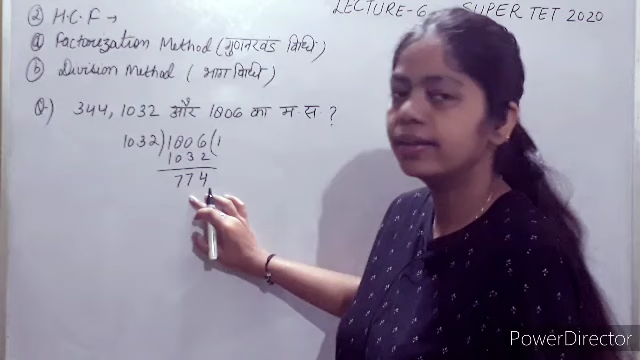 LECTURE-6 SUPER TET 2020
② H.C.F →
ⓐ Factorization Method (गुणनखंड विधी)
ⓑ Division Method ( भाग विधी )
Q) 344, 1032 और 1806 का म. स. ?
1032)1806(1
1032
774
PowerDirector